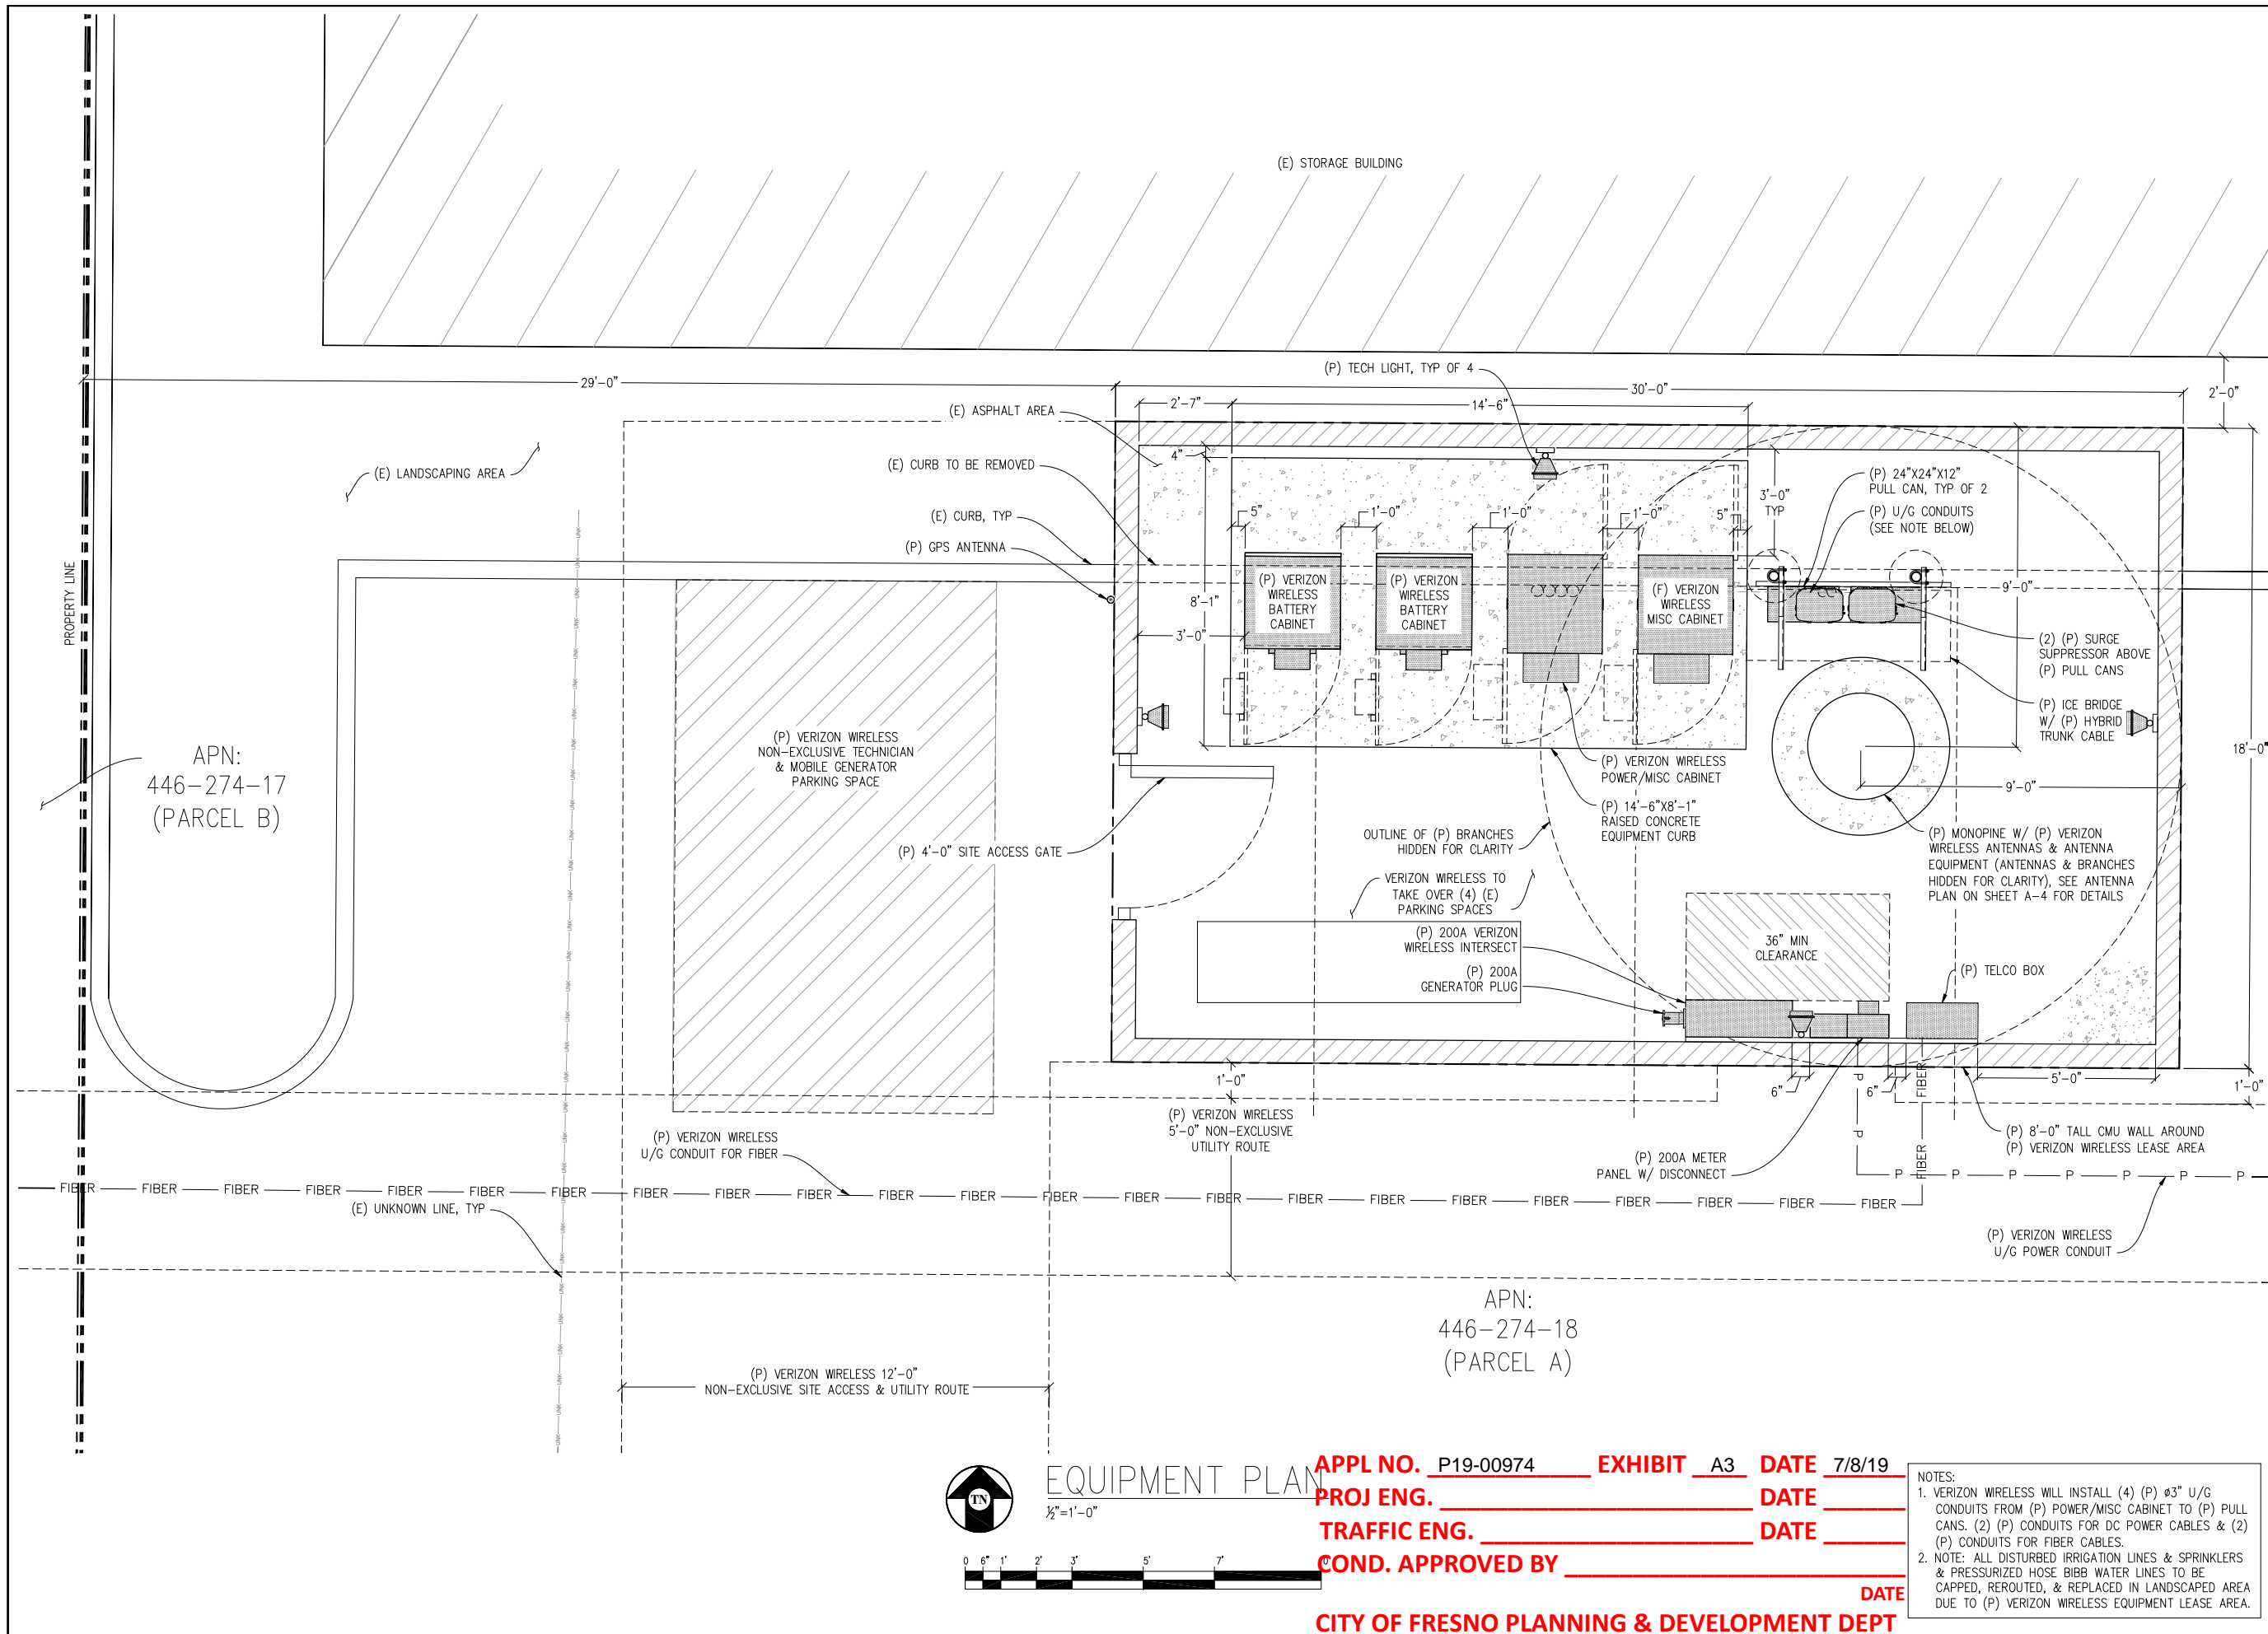 (E) STORAGE BUILDING
29'-0"
(P) TECH LIGHT, TYP OF 4
30'-0"
2'-0"
2'-7"
14'-6"
(E) ASPHALT AREA
4"
(E) CURB TO BE REMOVED
(E) LANDSCAPING AREA
(E) CURB, TYP
(P) GPS ANTENNA
5"
1'-0"
1'-0"
1'-0"
5"
3'-0"
TYP
(P) 24"X24"X12"
PULL CAN, TYP OF 2
(P) U/G CONDUITS
(SEE NOTE BELOW)
PROPERTY LINE
(P) VERIZON
WIRELESS
BATTERY
CABINET
(P) VERIZON
WIRELESS
BATTERY
CABINET
(F) VERIZON
WIRELESS
MISC CABINET
9'-0"
8'-1"
3'-0"
(2) (P) SURGE
SUPPRESSOR ABOVE
(P) PULL CANS
(P) ICE BRIDGE
W/ (P) HYBRID
TRUNK CABLE
18'-0"
APN:
446-274-17
(PARCEL B)
(P) VERIZON WIRELESS
NON-EXCLUSIVE TECHNICIAN
& MOBILE GENERATOR
PARKING SPACE
(P) VERIZON WIRELESS
POWER/MISC CABINET
9'-0"
(P) 14'-6"X8'-1"
RAISED CONCRETE
EQUIPMENT CURB
OUTLINE OF (P) BRANCHES
HIDDEN FOR CLARITY
(P) 4'-0" SITE ACCESS GATE
(P) MONOPINE W/ (P) VERIZON
WIRELESS ANTENNAS & ANTENNA
EQUIPMENT (ANTENNAS & BRANCHES
HIDDEN FOR CLARITY), SEE ANTENNA
PLAN ON SHEET A-4 FOR DETAILS
VERIZON WIRELESS TO
TAKE OVER (4) (E)
PARKING SPACES
(P) 200A VERIZON
WIRELESS INTERSECT
(P) 200A
GENERATOR PLUG
36" MIN
CLEARANCE
(P) TELCO BOX
1'-0"
6"
6"
5'-0"
1'-0"
(P) VERIZON WIRELESS
5'-0" NON-EXCLUSIVE
UTILITY ROUTE
(P) VERIZON WIRELESS
U/G CONDUIT FOR FIBER
(P) 200A METER
PANEL W/ DISCONNECT
(P) 8'-0" TALL CMU WALL AROUND
(P) VERIZON WIRELESS LEASE AREA
P
P
FIBER
FIBER
P P P P P P P
FIBER FIBER FIBER FIBER FIBER FIBER FIBER FIBER FIBER FIBER FIBER FIBER FIBER FIBER FIBER FIBER FIBER FIBER FIBER FIBER FIBER FIBER FIBER
(E) UNKNOWN LINE, TYP
(P) VERIZON WIRELESS
U/G POWER CONDUIT
APN:
446-274-18
(PARCEL A)
(P) VERIZON WIRELESS 12'-0"
NON-EXCLUSIVE SITE ACCESS & UTILITY ROUTE
TN
EQUIPMENT PLAN
½"=1'-0"
0 6" 1' 2' 3' 5' 7'
APPL NO. P19-00974 EXHIBIT A3 DATE 7/8/19
PROJ ENG. DATE
TRAFFIC ENG. DATE
COND. APPROVED BY
DATE
CITY OF FRESNO PLANNING & DEVELOPMENT DEPT
NOTES:
1. VERIZON WIRELESS WILL INSTALL (4) (P) ø3" U/G
CONDUITS FROM (P) POWER/MISC CABINET TO (P) PULL
CANS. (2) (P) CONDUITS FOR DC POWER CABLES & (2)
(P) CONDUITS FOR FIBER CABLES.
2. NOTE: ALL DISTURBED IRRIGATION LINES & SPRINKLERS
& PRESSURIZED HOSE BIBB WATER LINES TO BE
CAPPED, REROUTED, & REPLACED IN LANDSCAPED AREA
DUE TO (P) VERIZON WIRELESS EQUIPMENT LEASE AREA.